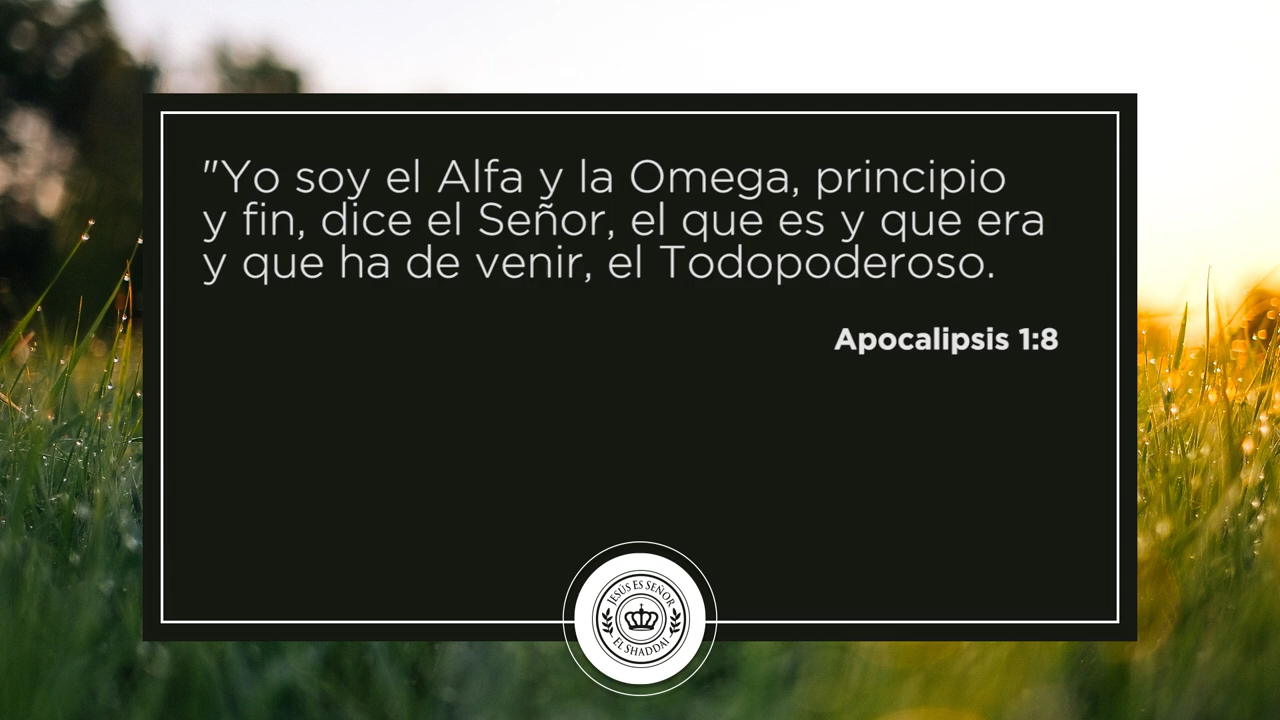 "Yo soy el Alfa y la Omega, principio
y fin, dice el Señor, el que es y que era
y que ha de venir, el Todopoderoso.
Apocalipsis 1:8
JESÚS ES SEÑOR
EL SHADDAI